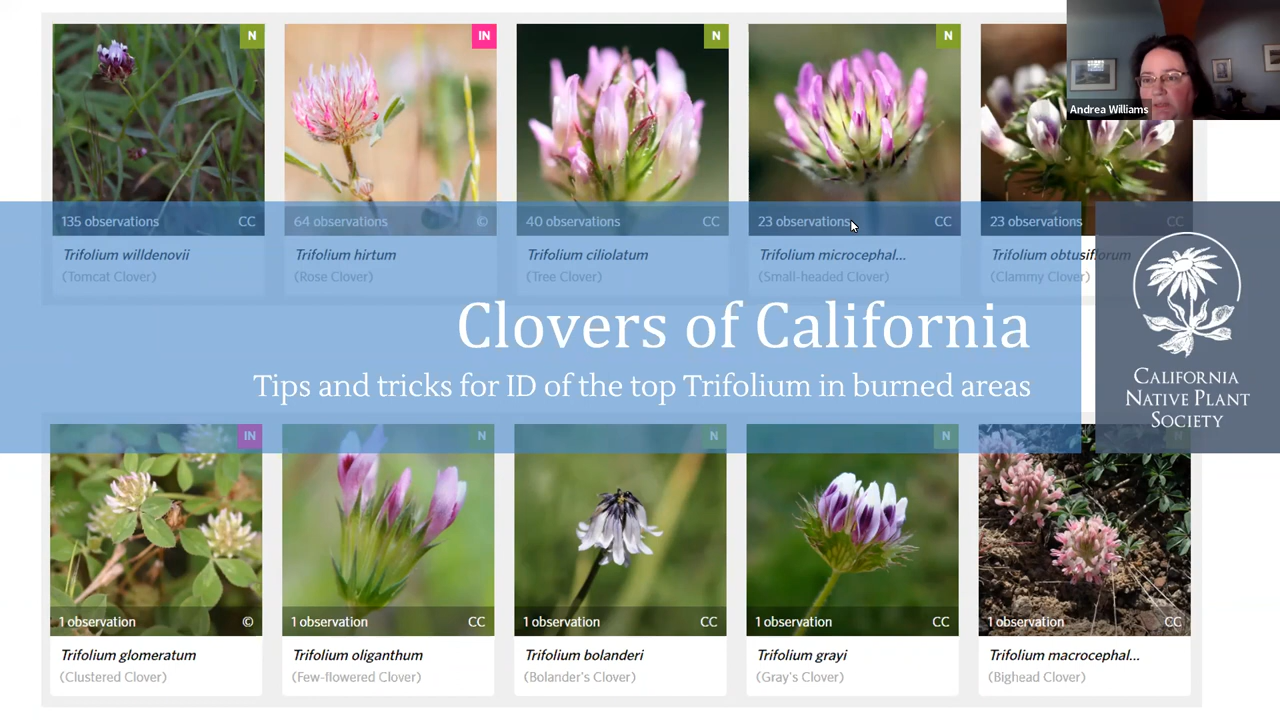 N
IN
N
N
Andrea Williams
135 observations CC
64 observations ©
40 observations CC
23 observations CC
23 observations CC
Trifolium willdenovii
Trifolium hirtum
Trifolium ciliolatum
Trifolium microcephal...
Trifolium obtusiflorum
(Tomcat Clover)
(Rose Clover)
(Tree Clover)
(Small-headed Clover)
(Clammy Clover)
Clovers of California
Tips and tricks for ID of the top Trifolium in burned areas
CALIFORNIA
NATIVE PLANT
SOCIETY
IN
N
N
N
N
1 observation ©
1 observation CC
1 observation CC
1 observation CC
1 observation CC
Trifolium glomeratum
Trifolium oliganthum
Trifolium bolanderi
Trifolium grayi
Trifolium macrocephal...
(Clustered Clover)
(Few-flowered Clover)
(Bolander's Clover)
(Gray's Clover)
(Bighead Clover)